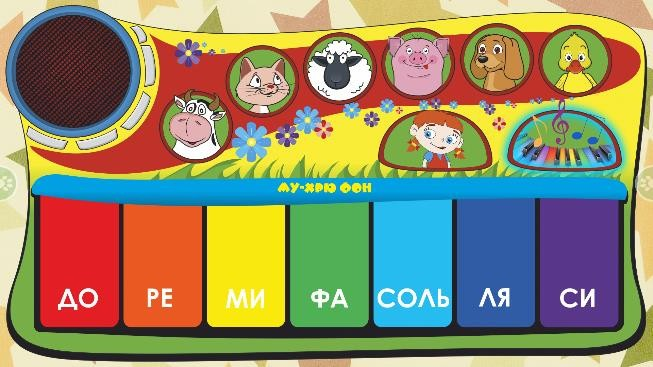 МУ-ХРЮ ФОН
ДО РЕ МИ ФА СОЛЬ ЛЯ СИ